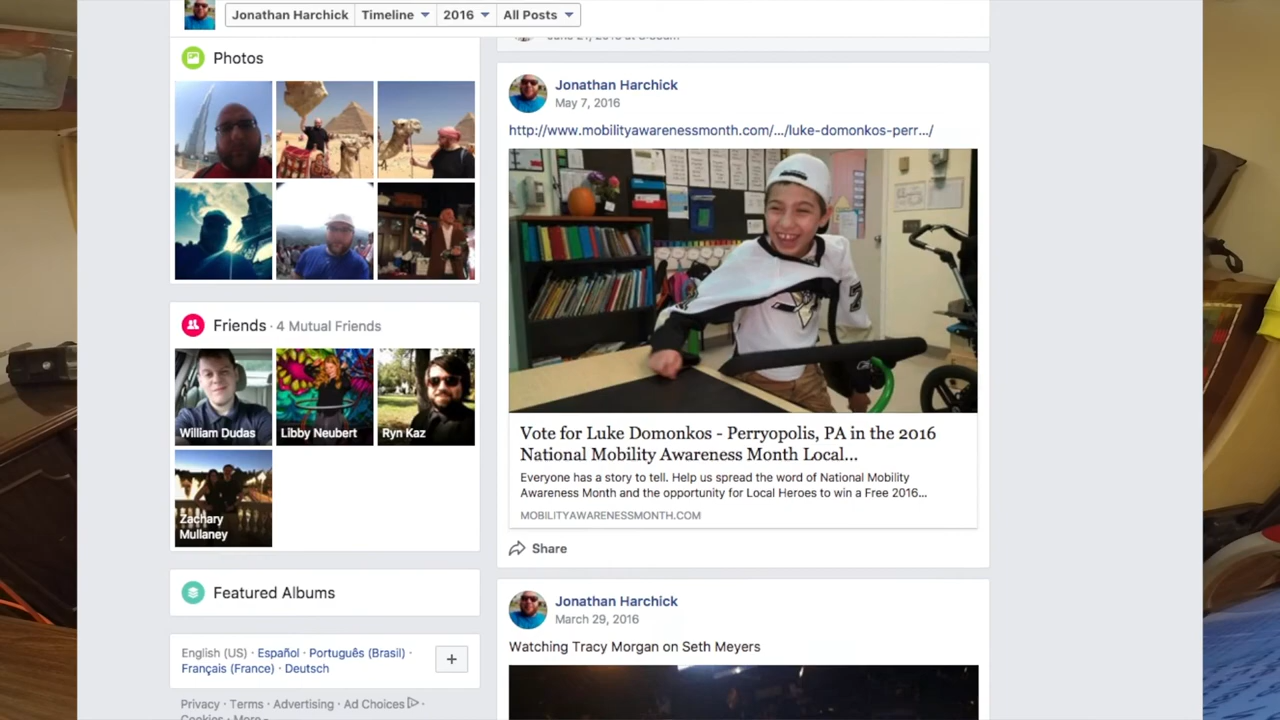 Jonathan Harchick
Timeline
2016
All Posts
Photos
Friends · 4 Mutual Friends
William Dudas
Libby Neubert
Ryn Kaz
Zachary
Mullaney
Featured Albums
English (US) · Español · Português (Brasil) ·
Français (France) · Deutsch
+
Privacy · Terms · Advertising · Ad Choices ·
Cookies · More
Jonathan Harchick
May 7, 2016
http://www.mobilityawarenessmonth.com/.../luke-domonkos-perr.../
Vote for Luke Domonkos - Perryopolis, PA in the 2016
National Mobility Awareness Month Local...
Everyone has a story to tell. Help us spread the word of National Mobility
Awareness Month and the opportunity for Local Heroes to win a Free 2016...
MOBILITYAWARENESSMONTH.COM
Share
Jonathan Harchick
March 29, 2016
Watching Tracy Morgan on Seth Meyers